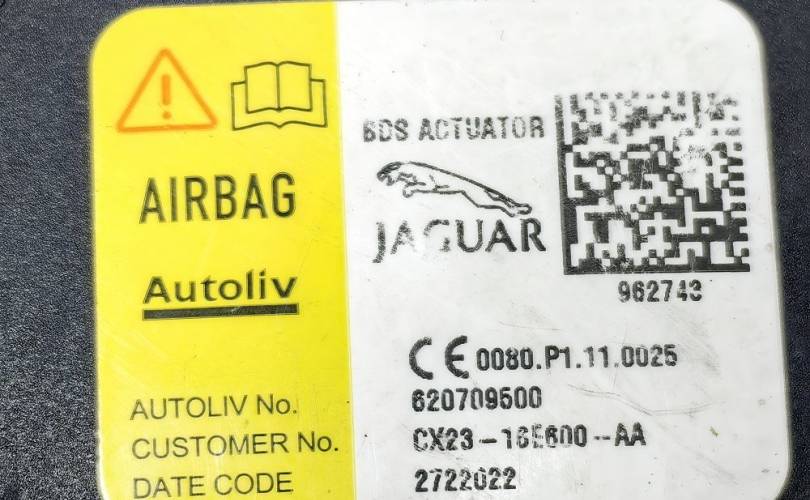 BDS ACTUATOR
AIRBAG
JAGUAR
Autoliv
962743
CE 0080.P1.11.0025
AUTOLIV No. 620709500
CUSTOMER No. CX23-16E600-AA
DATE CODE 2722022